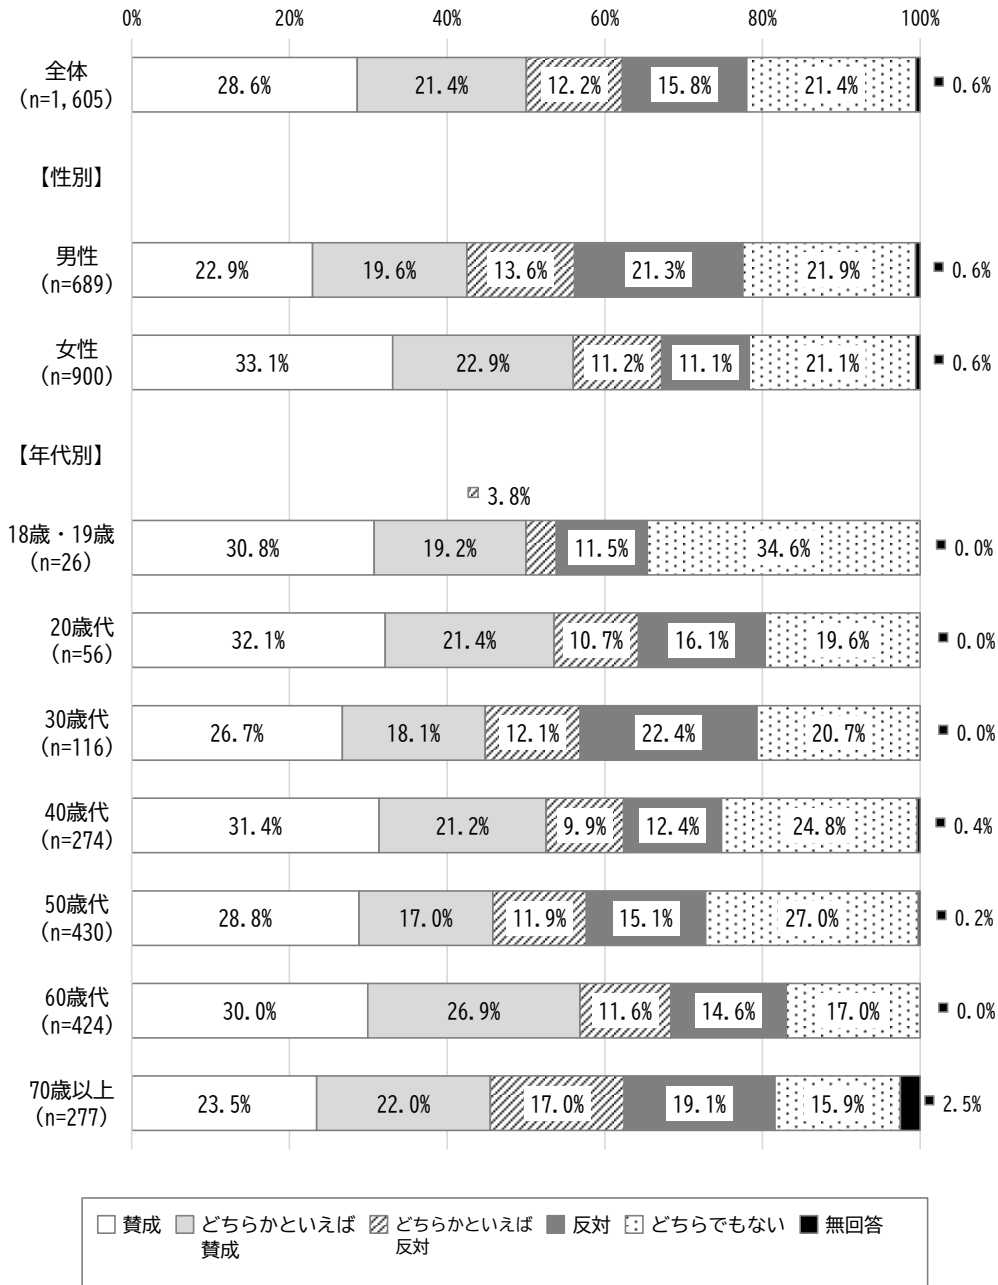 0% 20% 40% 60% 80% 100%
全体
(n=1,605)
28.6% 21.4% 12.2% 15.8% 21.4% 0.6%
【性別】
男性
(n=689)
22.9% 19.6% 13.6% 21.3% 21.9% 0.6%
女性
(n=900)
33.1% 22.9% 11.2% 11.1% 21.1% 0.6%
【年代別】
3.8%
18歳・19歳
(n=26)
30.8% 19.2% 11.5% 34.6% 0.0%
20歳代
(n=56)
32.1% 21.4% 10.7% 16.1% 19.6% 0.0%
30歳代
(n=116)
26.7% 18.1% 12.1% 22.4% 20.7% 0.0%
40歳代
(n=274)
31.4% 21.2% 9.9% 12.4% 24.8% 0.4%
50歳代
(n=430)
28.8% 17.0% 11.9% 15.1% 27.0% 0.2%
60歳代
(n=424)
30.0% 26.9% 11.6% 14.6% 17.0% 0.0%
70歳以上
(n=277)
23.5% 22.0% 17.0% 19.1% 15.9% 2.5%
賛成 どちらかといえば どちらかといえば 反対 どちらでもない 無回答
賛成 反対